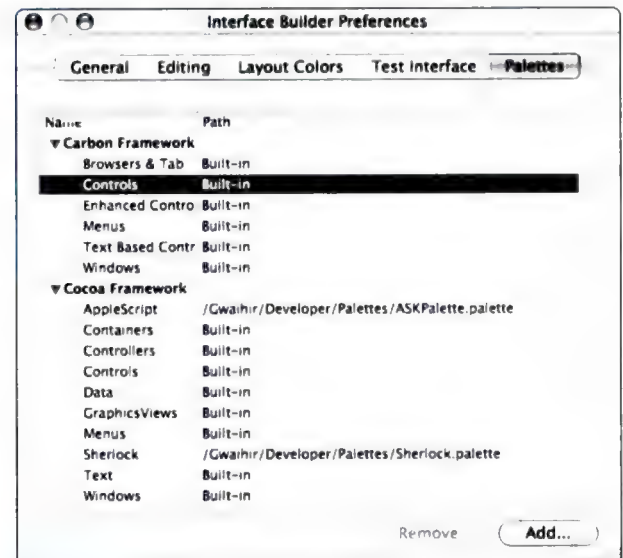 Interface Builder Preferences
General Editing Layout Colors Test Interface Palettes
Name Path
Carbon Framework
Browsers & Tab Built-in
Controls Built-in
Enhanced Contro Built-in
Menus Built-in
Text Based Contr Built-in
Windows Built-in
Cocoa Framework
AppleScript /Gwaihir/Developer/Palettes/ASKPalette.palette
Containers Built-in
Controllers Built-in
Controls Built-in
Data Built-in
GraphicsViews Built-in
Menus Built-in
Sherlock /Gwaihir/Developer/Palettes/Sherlock.palette
Text Built-in
Windows Built-in
Remove Add...